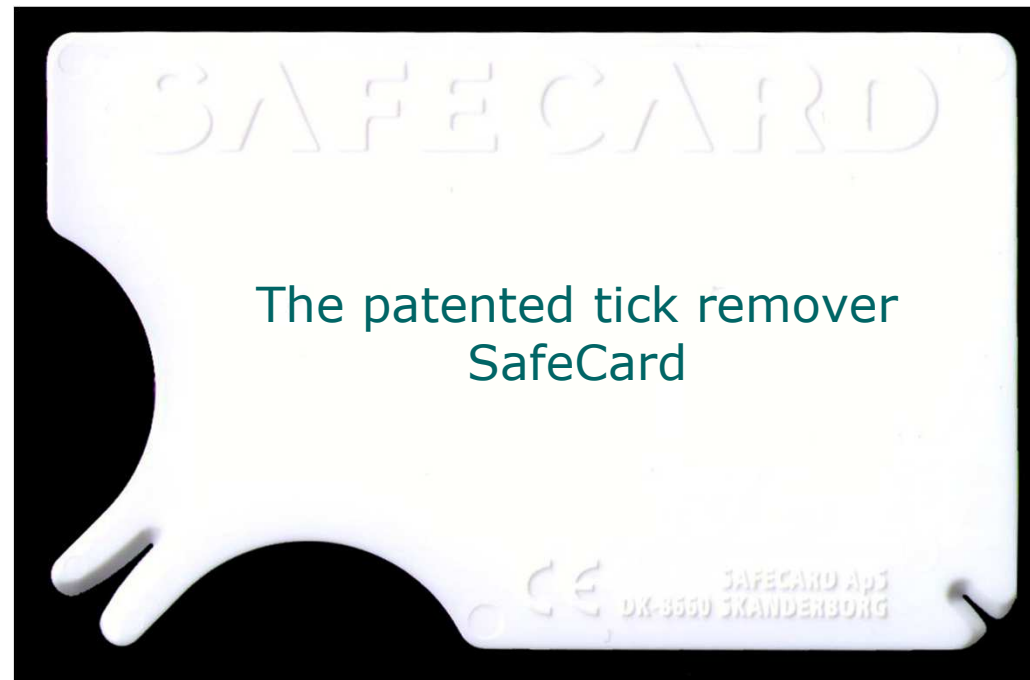 SAFECARD
The patented tick remover
SafeCard
CE
SAFECARD ApS
DK-8660 SKANDERBORG